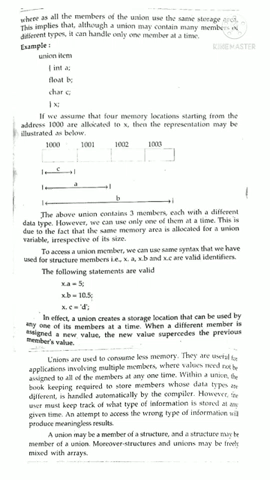 where as all the members of the union use the same storage area.
This implies that, although a union may contain many members of
different types, it can handle only one member at a time.
KINEMASTER
Example :
union item
{ int a;
float b;
char c;
} x;
If we assume that four memory locations starting from the
address 1000 are allocated to x, then the representation may be
illustrated as below.
1000 1001 1002 1003
c
a
b
The above union contains 3 members, each with a different
data type. However, we can use only one of them at a time. This is
due to the fact that the same memory area is allocated for a union
variable, irrespective of its size.
To access a union member, we can use same syntax that we have
used for structure members i.e., x. a, x.b and x.c are valid identifiers.
The following statements are valid
x.a = 5;
x.b = 10.5;
x. c = 'd';
In effect, a union creates a storage location that can be used by
any one of its members at a time. When a different member is
assigned a new value, the new value supercedes the previous
member's value.
Unions are used to consume less memory. They are useful for
applications involving multiple members, where values need not be
assigned to all of the members at any one time. Within a union, the
book keeping required to store members whose data types are
different, is handled automatically by the compiler. However, the
user must keep track of what type of information is stored at any
given time. An attempt to access the wrong type of information will
produce meaningless results.
A union may be a member of a structure, and a structure may be
member of a union. Moreover-structures and unions may be freely
mixed with arrays.